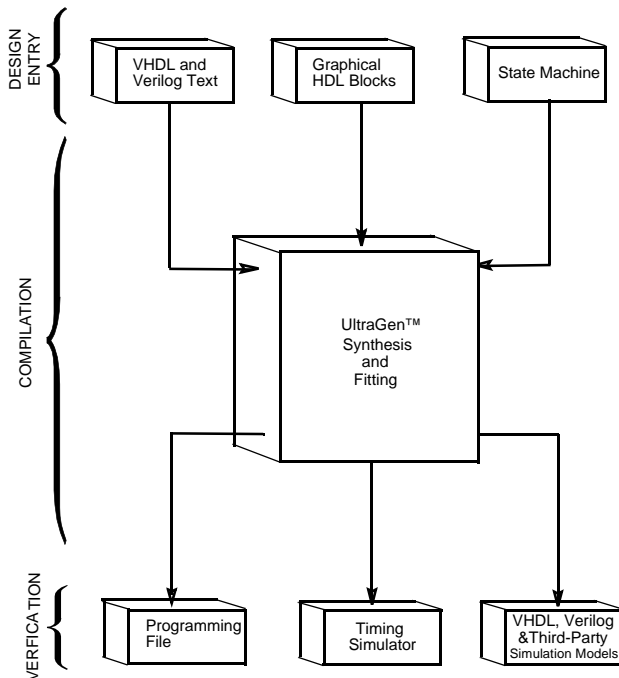 DESIGN
ENTRY
VHDL and
Verilog Text
Graphical
HDL Blocks
State Machine
COMPILATION
UltraGen™
Synthesis
and
Fitting
VERFICATION
Programming
File
Timing
Simulator
VHDL, Verilog
&Third-Party
Simulation Models